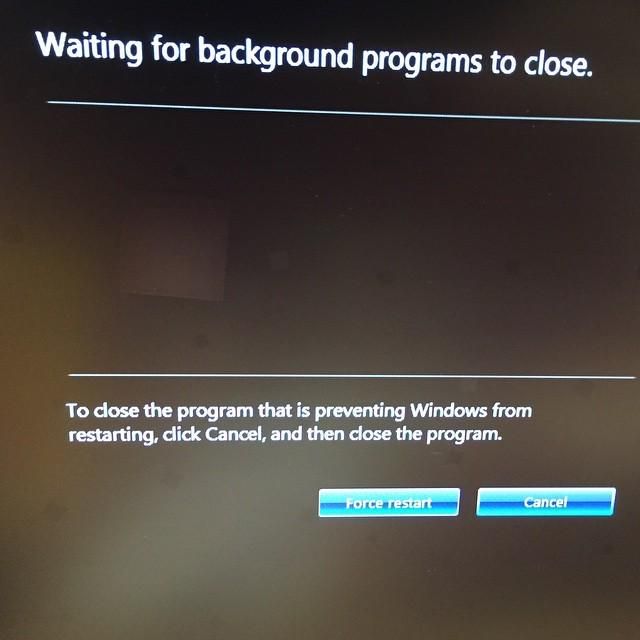 Waiting for background programs to close.
To close the program that is preventing Windows from
restarting, click Cancel, and then close the program.
Force restart Cancel